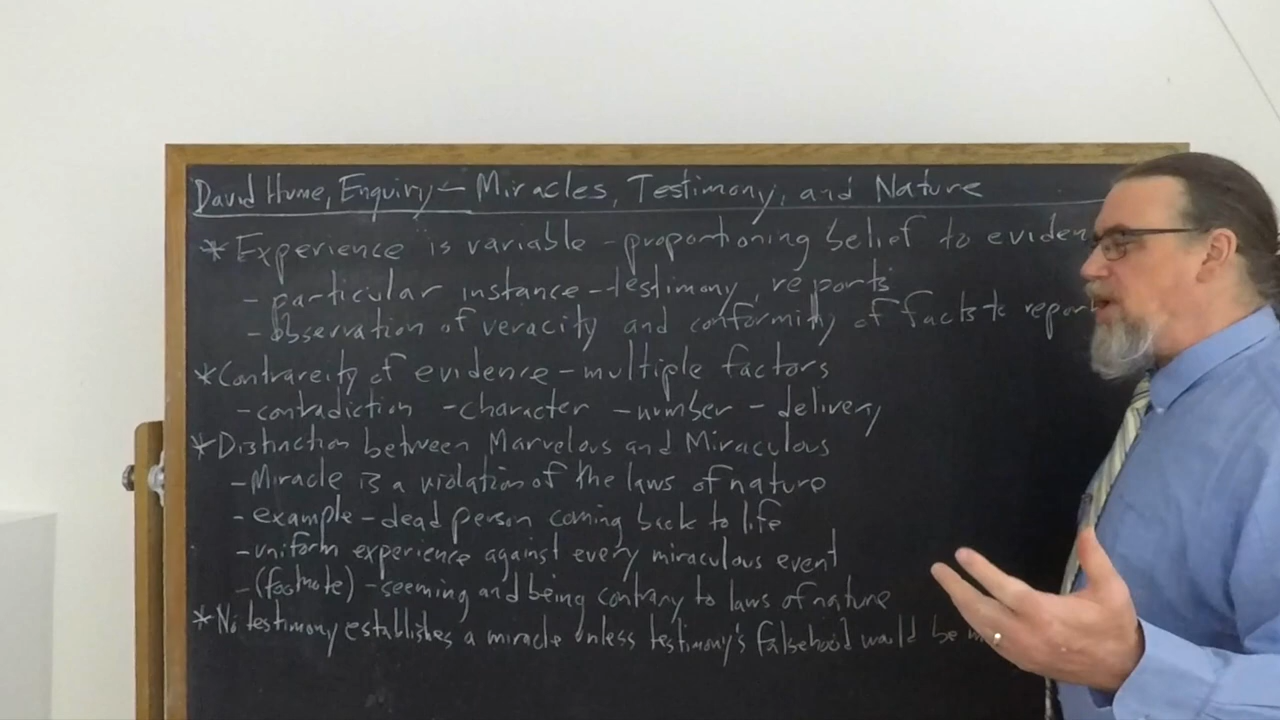 David Hume, Enquiry – Miracles, Testimony, and Nature
* Experience is variable - proportioning belief to eviden
- particular instance - testimony, reports
- observation of veracity and conformity of facts to repor
* Contrareity of evidence - multiple factors
- contradiction - character - number - delivery
* Distinction between Marvelous and Miraculous
- Miracle is a violation of the laws of nature
- example - dead person coming back to life
- uniform experience against every miraculous event
- (footnote) - seeming and being contrary to laws of nature
* No testimony establishes a miracle unless testimony's falsehood would be